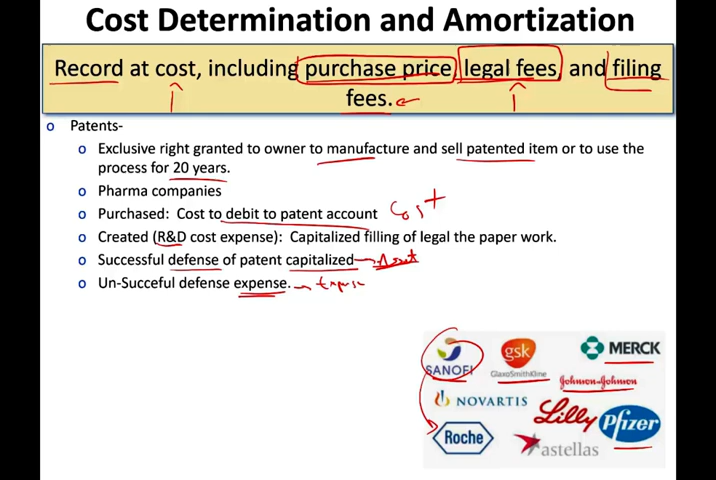 Cost Determination and Amortization
Record at cost, including purchase price, legal fees, and filing
fees.
o Patents-
o Exclusive right granted to owner to manufacture and sell patented item or to use the
process for 20 years.
o Pharma companies
o Purchased: Cost to debit to patent account Cost
o Created (R&D cost expense): Capitalized filling of legal the paper work.
o Successful defense of patent capitalized Asset
o Un-Succeful defense expense. Expense
SANOFI
gsk
GlaxoSmithKline
MERCK
Johnson-Johnson
NOVARTIS
Lilly
Pfizer
Roche
astellas